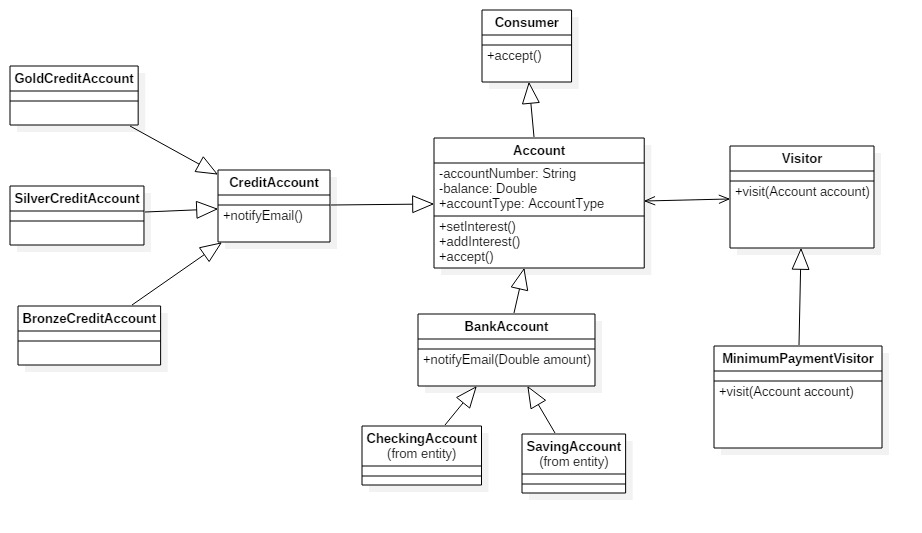 Consumer
+accept()
GoldCreditAccount
SilverCreditAccount
BronzeCreditAccount
CreditAccount
+notifyEmail()
Account
-accountNumber: String
-balance: Double
+accountType: AccountType
+setInterest()
+addInterest()
+accept()
Visitor
+visit(Account account)
BankAccount
+notifyEmail(Double amount)
MinimumPaymentVisitor
+visit(Account account)
CheckingAccount
(from entity)
SavingAccount
(from entity)